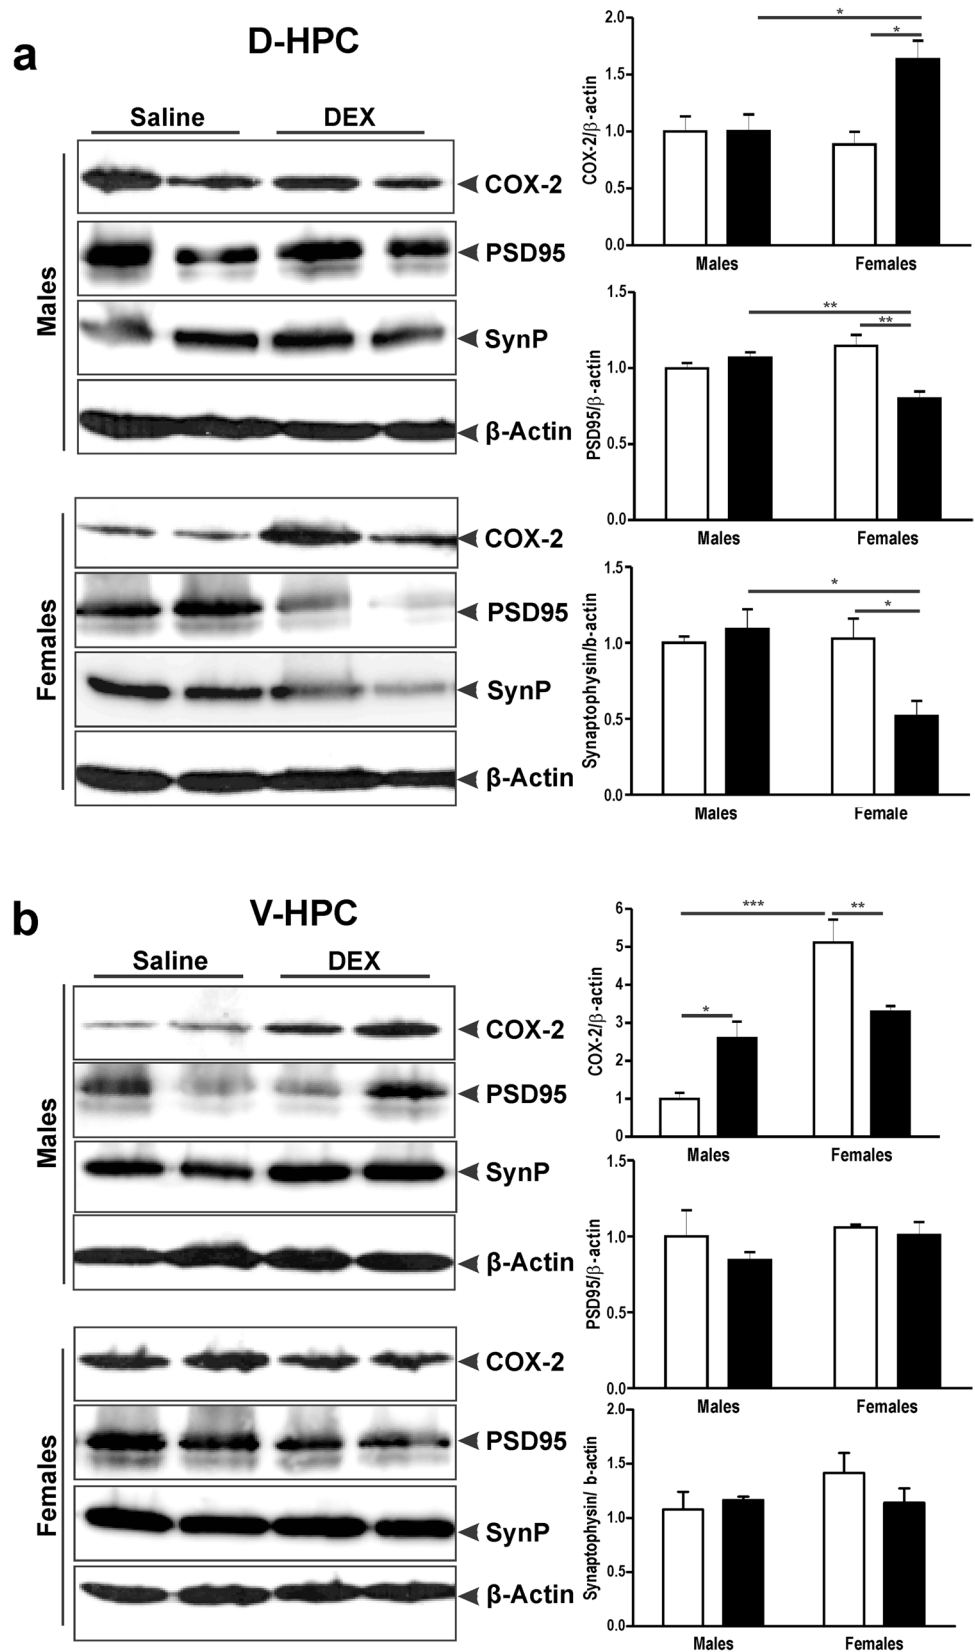 a
D-HPC
Saline
DEX
Males
COX-2
PSD95
SynP
β-Actin
Females
COX-2
PSD95
SynP
β-Actin
2.0
1.5
1.0
0.5
0.0
COX-2/β-actin
*
*
Males
Females
1.5
1.0
0.5
0.0
PSD95/β-actin
**
**
Males
Females
1.5
1.0
0.5
0.0
Synaptophysin/b-actin
*
*
Males
Female
b
V-HPC
Saline
DEX
Males
COX-2
PSD95
SynP
β-Actin
Females
COX-2
PSD95
SynP
β-Actin
6
5
4
3
2
1
0
COX-2/β-actin
***
**
*
Males
Females
1.5
1.0
0.5
0.0
PSD95/β-actin
Males
Females
2.0
1.5
1.0
0.5
0.0
Synaptophysin/ b-actin
Males
Females